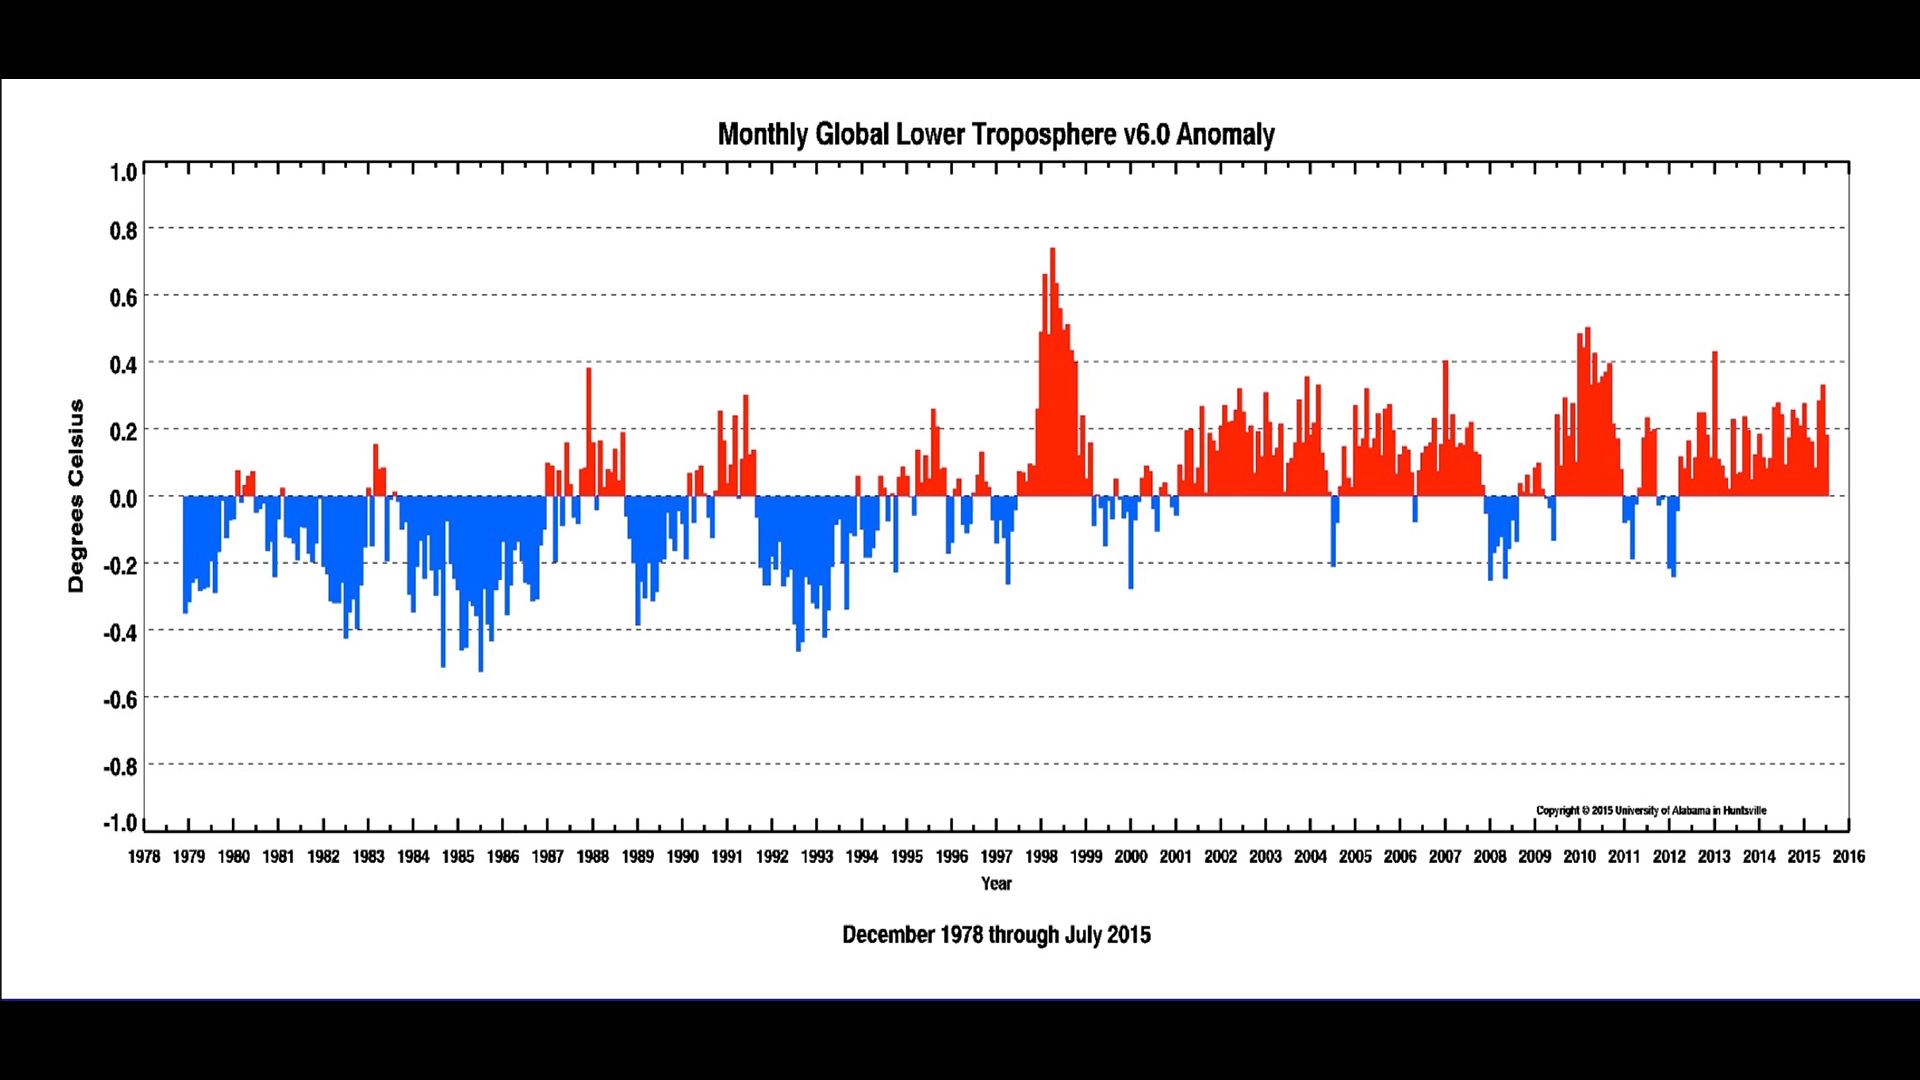 Monthly Global Lower Troposphere v6.0 Anomaly
1.0
0.8
0.6
0.4
0.2
0.0
-0.2
-0.4
-0.6
-0.8
-1.0
Degrees Celsius
Copyright © 2015 University of Alabama in Huntsville
1978 1979 1980 1981 1982 1983 1984 1985 1986 1987 1988 1989 1990 1991 1992 1993 1994 1995 1996 1997 1998 1999 2000 2001 2002 2003 2004 2005 2006 2007 2008 2009 2010 2011 2012 2013 2014 2015 2016
Year
December 1978 through July 2015